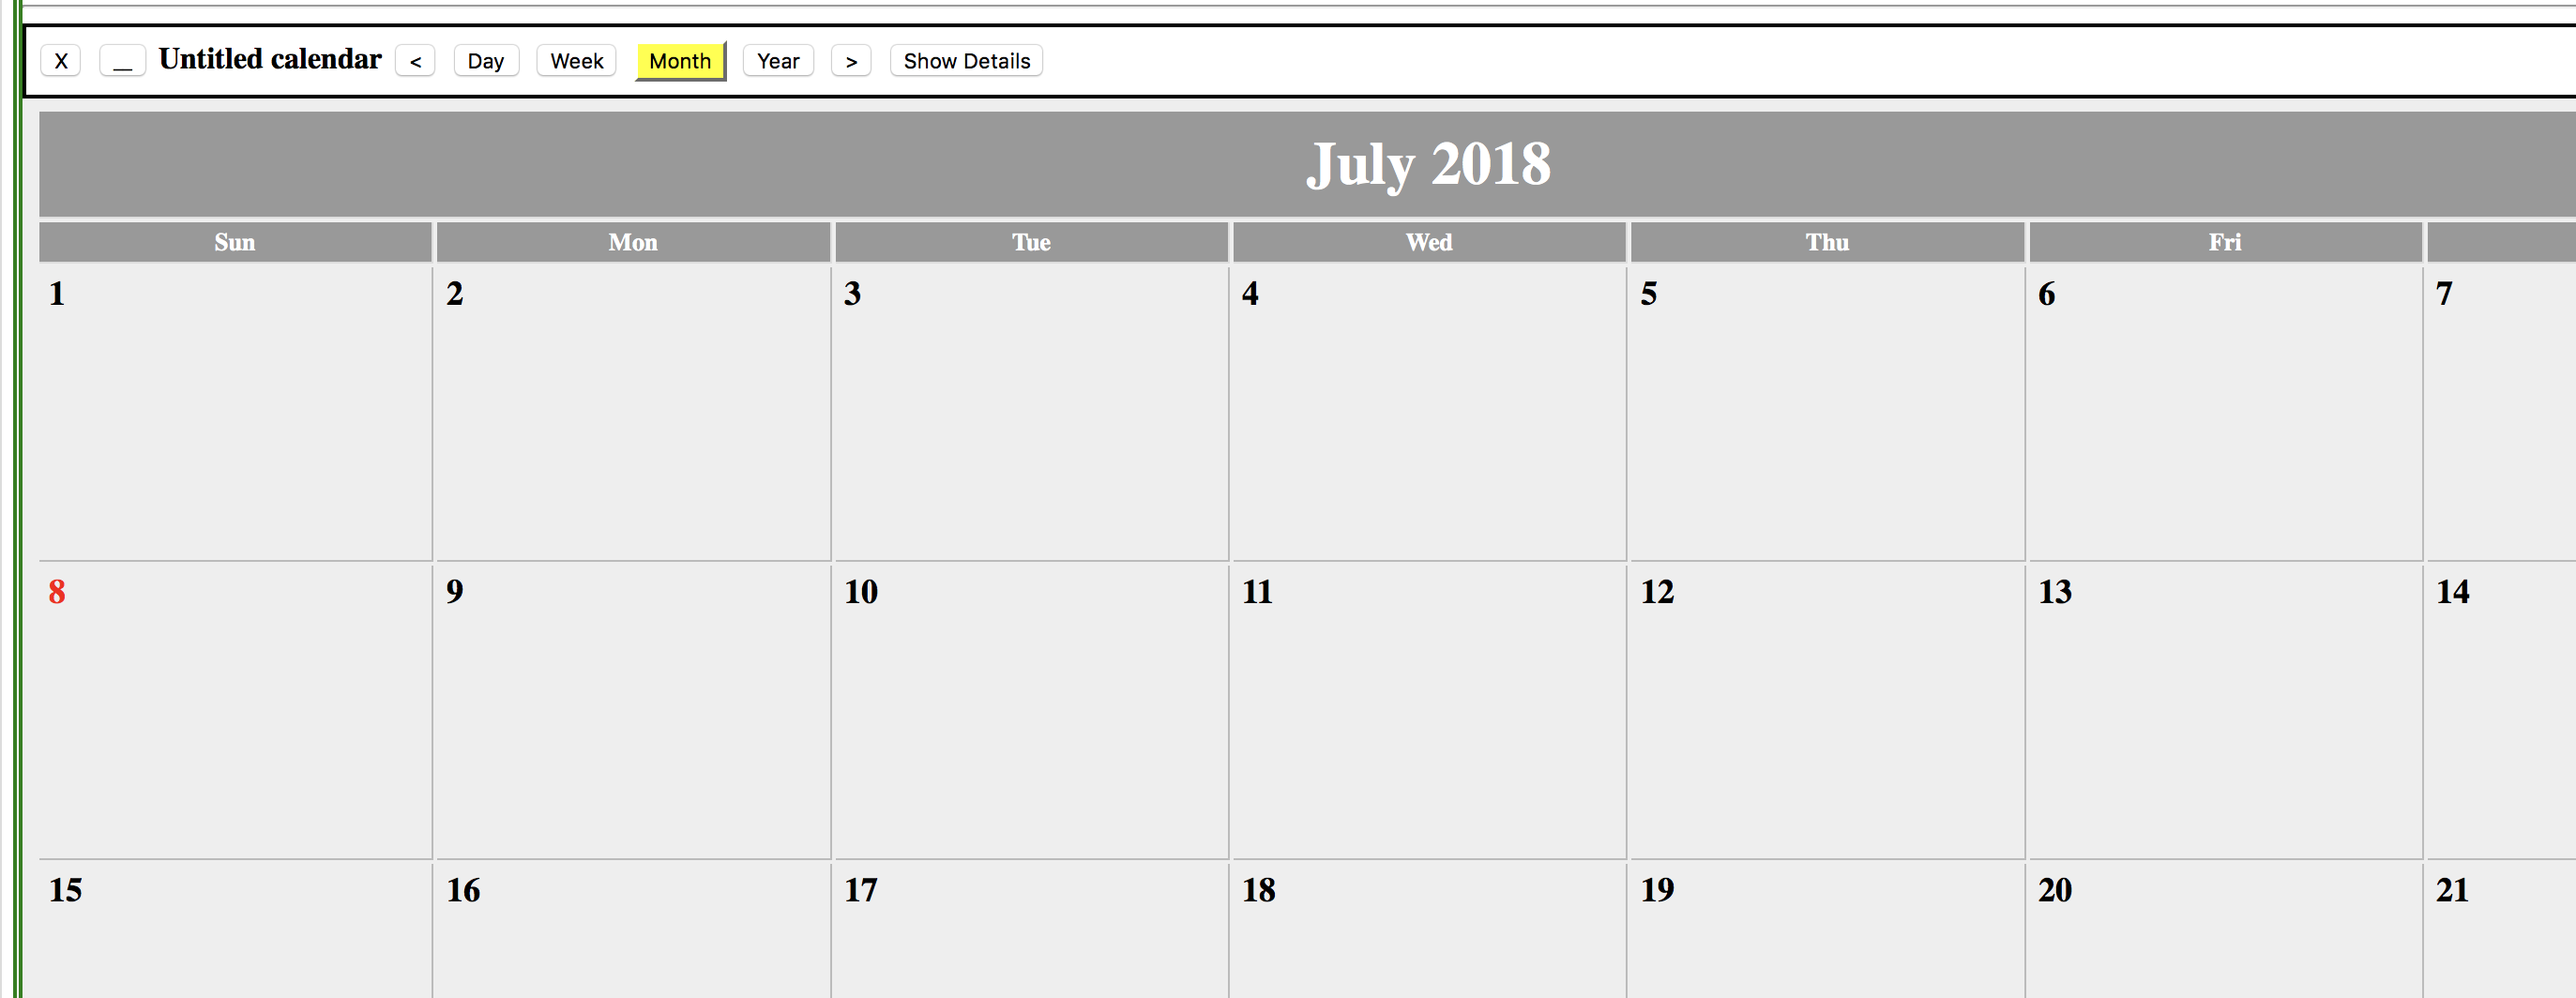 X __ Untitled calendar < Day Week Month Year > Show Details
July 2018
Sun Mon Tue Wed Thu Fri
1 2 3 4 5 6 7
8 9 10 11 12 13 14
15 16 17 18 19 20 21